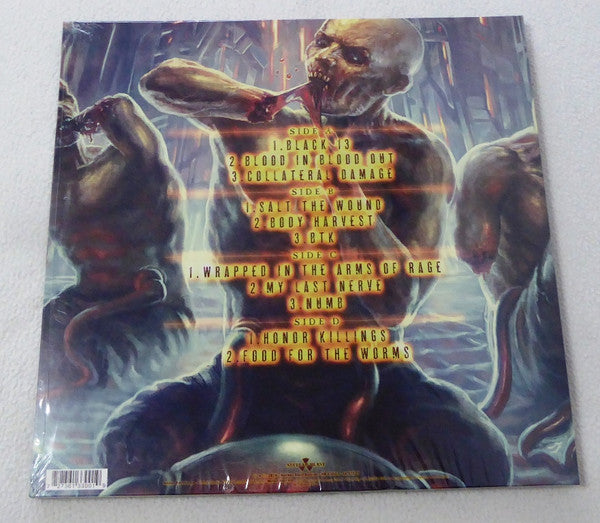 SIDE A
1.BLACK 13
2.BLOOD IN BLOOD OUT
3.COLLATERAL DAMAGE
SIDE B
1.SALT THE WOUND
2.BODY HARVEST
3.BTK
SIDE C
1.WRAPPED IN THE ARMS OF RAGE
2.MY LAST NERVE
3.NUMB
SIDE D
1.HONOR KILLINGS
2.FOOD FOR THE WORMS